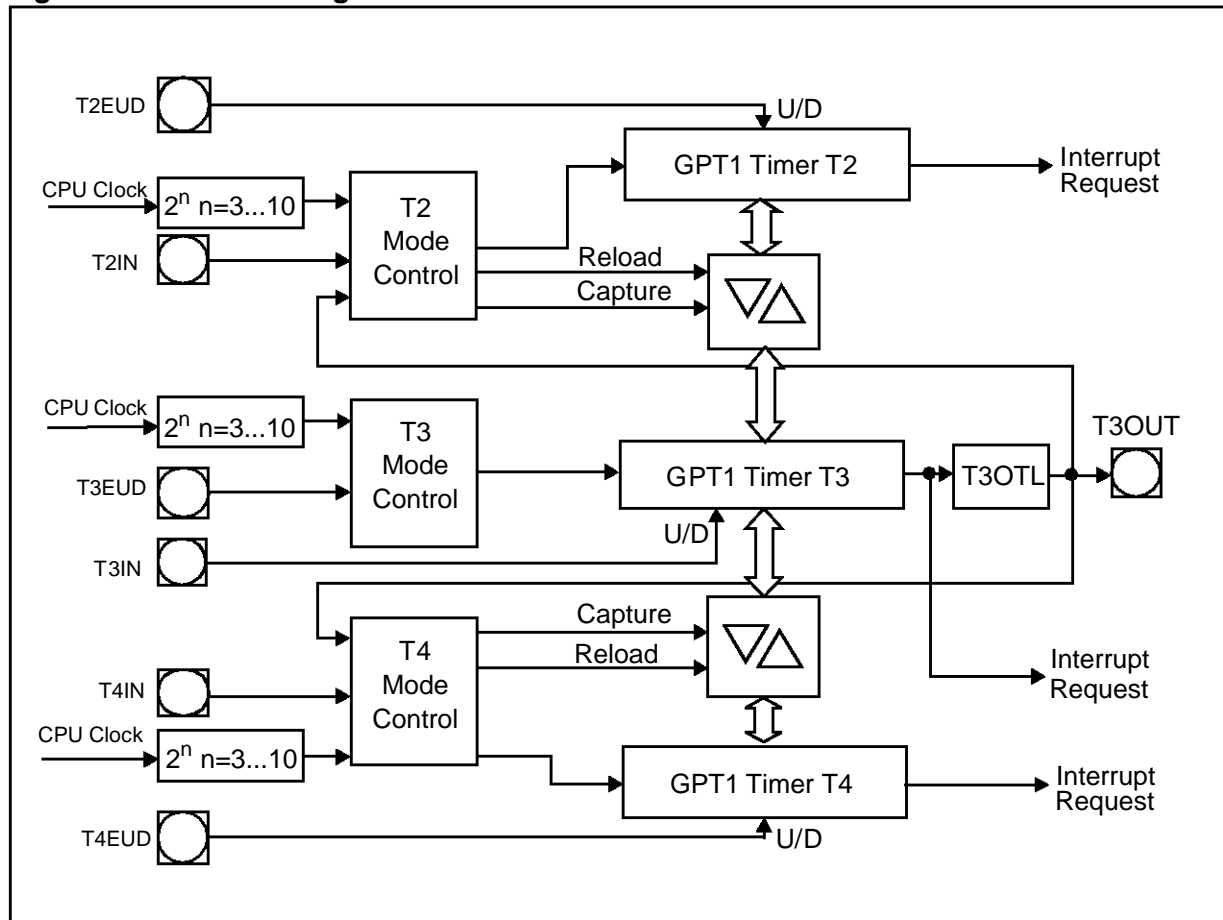 T2EUD
U/D
GPT1 Timer T2
Interrupt
Request
CPU Clock
2ⁿ n=3...10
T2
Mode
Control
T2IN
Reload
Capture
CPU Clock
2ⁿ n=3...10
T3
Mode
Control
T3OUT
GPT1 Timer T3
T3OTL
T3EUD
U/D
T3IN
Capture
T4
Mode
Control
Reload
Interrupt
Request
T4IN
CPU Clock
2ⁿ n=3...10
GPT1 Timer T4
Interrupt
Request
T4EUD
U/D